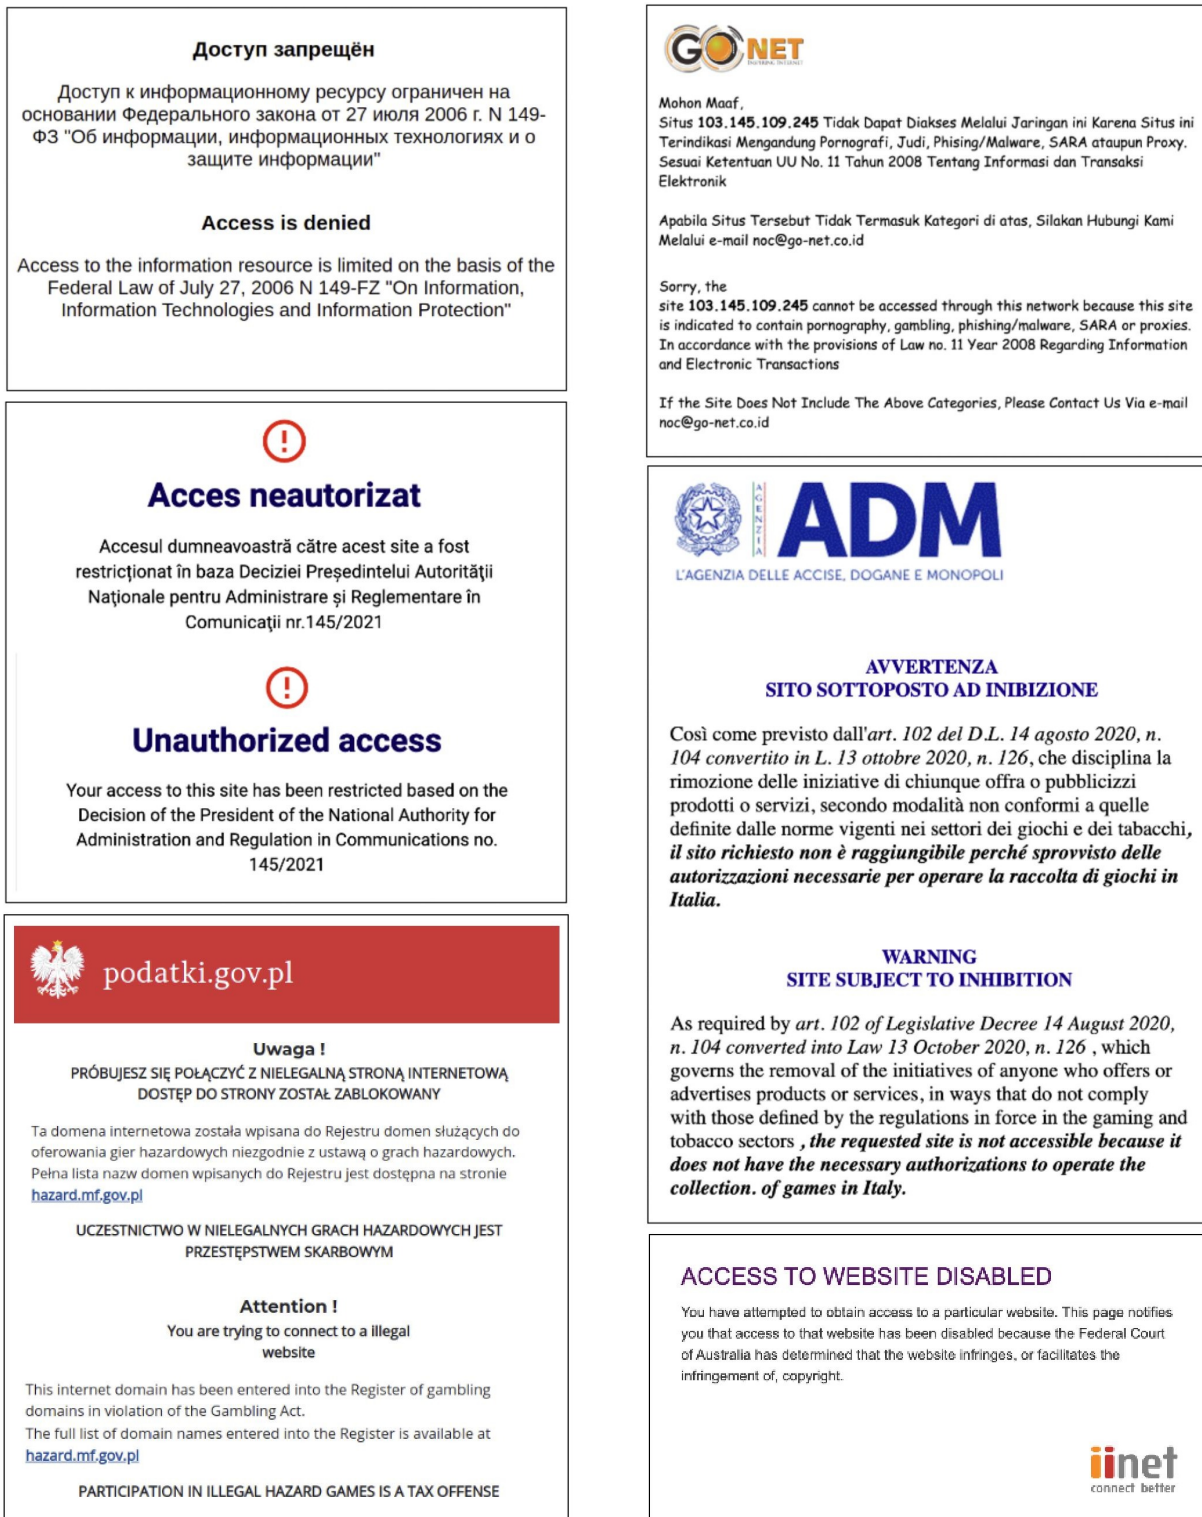 Доступ запрещён
Доступ к информационному ресурсу ограничен на
основании Федерального закона от 27 июля 2006 г. N 149-
ФЗ "Об информации, информационных технологиях и о
защите информации"
Access is denied
Access to the information resource is limited on the basis of the
Federal Law of July 27, 2006 N 149-FZ "On Information,
Information Technologies and Information Protection"
Acces neautorizat
Accesul dumneavoastră către acest site a fost
restricționat în baza Deciziei Președintelui Autorităţii
Naţionale pentru Administrare și Reglementare în
Comunicaţii nr.145/2021
Unauthorized access
Your access to this site has been restricted based on the
Decision of the President of the National Authority for
Administration and Regulation in Communications no.
145/2021
podatki.gov.pl
Uwaga !
PRÓBUJESZ SIĘ POŁĄCZYĆ Z NIELEGALNĄ STRONĄ INTERNETOWĄ
DOSTĘP DO STRONY ZOSTAŁ ZABLOKOWANY
Ta domena internetowa została wpisana do Rejestru domen służących do
oferowania gier hazardowych niezgodnie z ustawą o grach hazardowych.
Pełna lista nazw domen wpisanych do Rejestru jest dostępna na stronie
hazard.mf.gov.pl
UCZESTNICTWO W NIELEGALNYCH GRACH HAZARDOWYCH JEST
PRZESTĘPSTWEM SKARBOWYM
Attention !
You are trying to connect to a illegal
website
This internet domain has been entered into the Register of gambling
domains in violation of the Gambling Act.
The full list of domain names entered into the Register is available at
hazard.mf.gov.pl
PARTICIPATION IN ILLEGAL HAZARD GAMES IS A TAX OFFENSE
GO NET
INSPIRING INTERNET
Mohon Maaf,
Situs 103.145.109.245 Tidak Dapat Diakses Melalui Jaringan ini Karena Situs ini
Terindikasi Mengandung Pornografi, Judi, Phising/Malware, SARA ataupun Proxy.
Sesuai Ketentuan UU No. 11 Tahun 2008 Tentang Informasi dan Transaksi
Elektronik
Apabila Situs Tersebut Tidak Termasuk Kategori di atas, Silakan Hubungi Kami
Melalui e-mail noc@go-net.co.id
Sorry, the
site 103.145.109.245 cannot be accessed through this network because this site
is indicated to contain pornography, gambling, phishing/malware, SARA or proxies.
In accordance with the provisions of Law no. 11 Year 2008 Regarding Information
and Electronic Transactions
If the Site Does Not Include The Above Categories, Please Contact Us Via e-mail
noc@go-net.co.id
AGENZIA
ADM
L'AGENZIA DELLE ACCISE, DOGANE E MONOPOLI
AVVERTENZA
SITO SOTTOPOSTO AD INIBIZIONE
Così come previsto dall'art. 102 del D.L. 14 agosto 2020, n.
104 convertito in L. 13 ottobre 2020, n. 126, che disciplina la
rimozione delle iniziative di chiunque offra o pubblicizzi
prodotti o servizi, secondo modalità non conformi a quelle
definite dalle norme vigenti nei settori dei giochi e dei tabacchi,
il sito richiesto non è raggiungibile perché sprovvisto delle
autorizzazioni necessarie per operare la raccolta di giochi in
Italia.
WARNING
SITE SUBJECT TO INHIBITION
As required by art. 102 of Legislative Decree 14 August 2020,
n. 104 converted into Law 13 October 2020, n. 126 , which
governs the removal of the initiatives of anyone who offers or
advertises products or services, in ways that do not comply
with those defined by the regulations in force in the gaming and
tobacco sectors , the requested site is not accessible because it
does not have the necessary authorizations to operate the
collection. of games in Italy.
ACCESS TO WEBSITE DISABLED
You have attempted to obtain access to a particular website. This page notifies
you that access to that website has been disabled because the Federal Court
of Australia has determined that the website infringes, or facilitates the
infringement of, copyright.
iinet
connect better